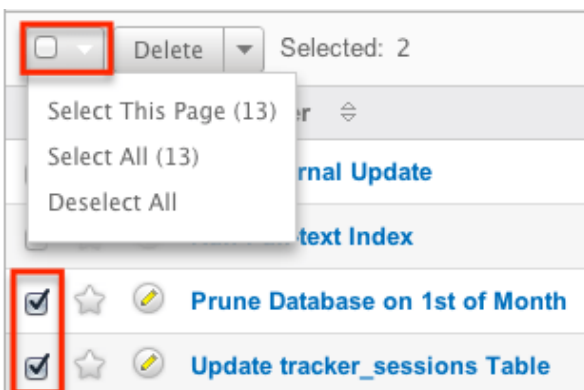 Delete
Selected: 2
Select This Page (13)
Select All (13)
Deselect All
rnal Update
text Index
Prune Database on 1st of Month
Update tracker_sessions Table